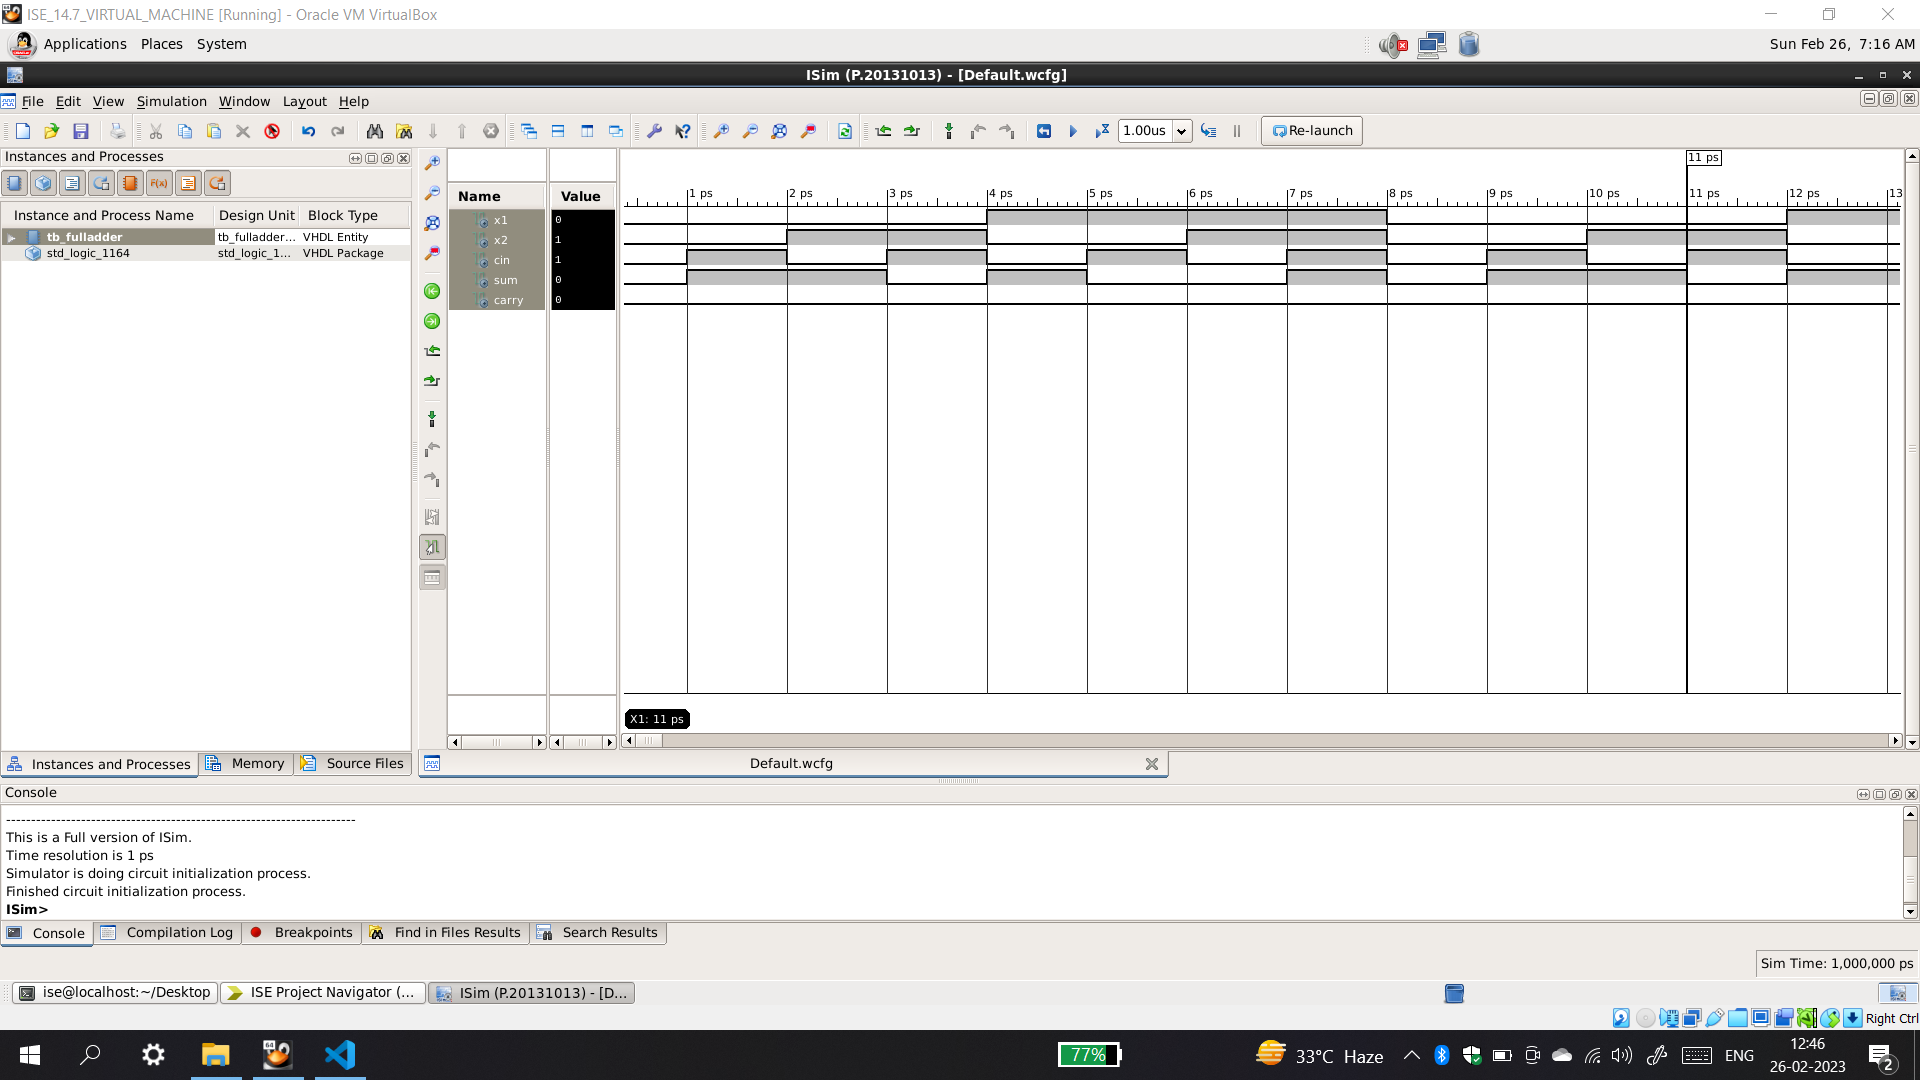 ISE_14.7_VIRTUAL_MACHINE [Running] - Oracle VM VirtualBox
Applications Places System
Sun Feb 26, 7:16 AM
ISim (P.20131013) - [Default.wcfg]
File Edit View Simulation Window Layout Help
1.00us
Re-launch
Instances and Processes
F(x)
Instance and Process Name Design Unit Block Type
tb_fulladder tb_fulladder... VHDL Entity
std_logic_1164 std_logic_1... VHDL Package
11 ps
Name Value
1 ps 2 ps 3 ps 4 ps 5 ps 6 ps 7 ps 8 ps 9 ps 10 ps 11 ps 12 ps 13
x1 0
x2 1
cin 1
sum 0
carry 0
X1: 11 ps
Instances and Processes Memory Source Files
Default.wcfg
Console
----------------------------------------------------------------------
This is a Full version of ISim.
Time resolution is 1 ps
Simulator is doing circuit initialization process.
Finished circuit initialization process.
ISim>
Console Compilation Log Breakpoints Find in Files Results Search Results
Sim Time: 1,000,000 ps
ise@localhost:~/Desktop ISE Project Navigator (... ISim (P.20131013) - [D...
Right Ctrl
64
77%
33°C Haze
ENG
12:46
26-02-2023
2